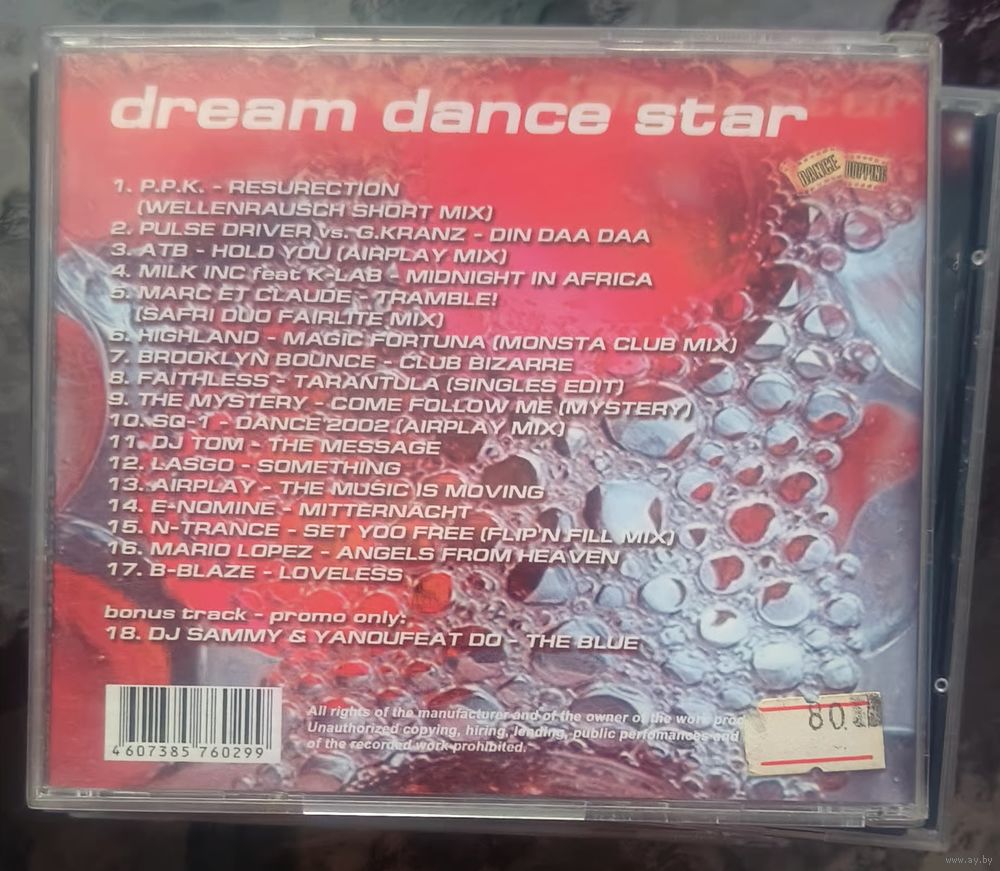 dream dance star
DANCE HOPPING
1. P.P.K. - RESURECTION
(WELLENRAUSCH SHORT MIX)
2. PULSE DRIVER vs. G.KRANZ - DIN DAA DAA
3. ATB - HOLD YOU (AIRPLAY MIX)
4. MILK INC feat K-LAB - MIDNIGHT IN AFRICA
5. MARC ET CLAUDE - TRAMBLE!
(SAFRI DUO FAIRLITE MIX)
6. HIGHLAND - MAGIC FORTUNA (MONSTA CLUB MIX)
7. BROOKLYN BOUNCE - CLUB BIZARRE
8. FAITHLESS - TARANTULA (SINGLES EDIT)
9. THE MYSTERY - COME FOLLOW ME (MYSTERY)
10. SQ-1 - DANCE 2002 (AIRPLAY MIX)
11. DJ TOM - THE MESSAGE
12. LASGO - SOMETHING
13. AIRPLAY - THE MUSIC IS MOVING
14. E-NOMINE - MITTERNACHT
15. N-TRANCE - SET YOO FREE (FLIP'N FILL MIX)
16. MARIO LOPEZ - ANGELS FROM HEAVEN
17. B-BLAZE - LOVELESS
bonus track - promo only:
18. DJ SAMMY & YANOUFEAT DO - THE BLUE
4 607385 760299
All rights of the manufacturer and of the owner of the work
Unauthorized copying, hiring, lending, public perfomances and
of the recorded work prohibited.
80
www.ay.by